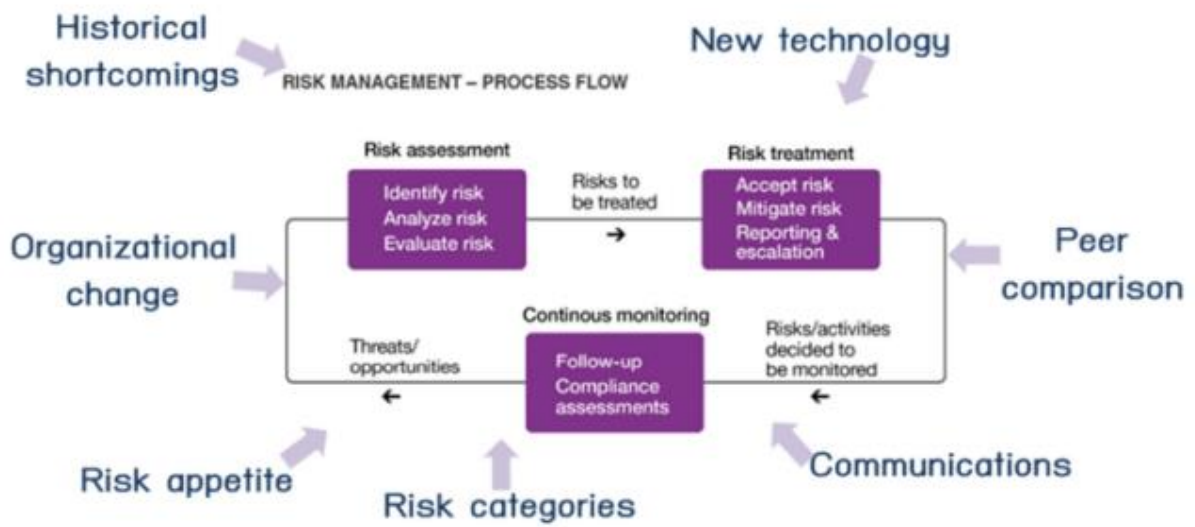 Historical
shortcomings
New technology
RISK MANAGEMENT – PROCESS FLOW
Risk assessment
Identify risk
Analyze risk
Evaluate risk
Risks to
be treated
→
Risk treatment
Accept risk
Mitigate risk
Reporting &
escalation
Organizational
change
Peer
comparison
Continous monitoring
Follow-up
Compliance
assessments
Threats/
opportunities
←
Risks/activities
decided to
be monitored
←
Risk appetite
Risk categories
Communications